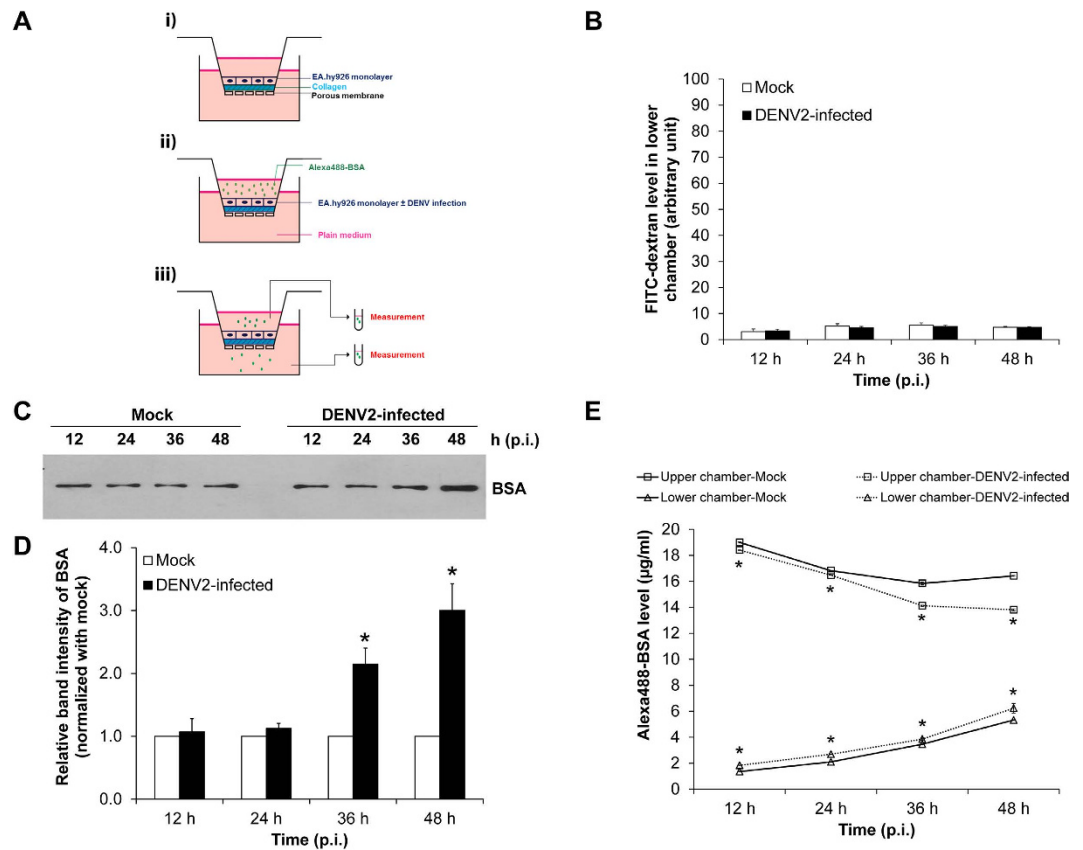 A
i)
EA.hy926 monolayer
Collagen
Porous membrane
ii)
Alexa488-BSA
EA.hy926 monolayer ± DENV infection
Plain medium
iii)
Measurement
Measurement
B
FITC-dextran level in lower
chamber (arbitrary unit)
100
90
80
70
60
50
40
30
20
10
0
Mock
DENV2-infected
12 h 24 h 36 h 48 h
Time (p.i.)
C
Mock DENV2-infected
12 24 36 48 12 24 36 48 h (p.i.)
BSA
D
Relative band intensity of BSA
(normalized with mock)
4.0
3.0
2.0
1.0
0.0
Mock
DENV2-infected
* *
12 h 24 h 36 h 48 h
Time (p.i.)
E
Upper chamber-Mock Upper chamber-DENV2-infected
Lower chamber-Mock Lower chamber-DENV2-infected
Alexa488-BSA level (µg/ml)
20
18
16
14
12
10
8
6
4
2
0
* * * *
* * * *
12 h 24 h 36 h 48 h
Time (p.i.)